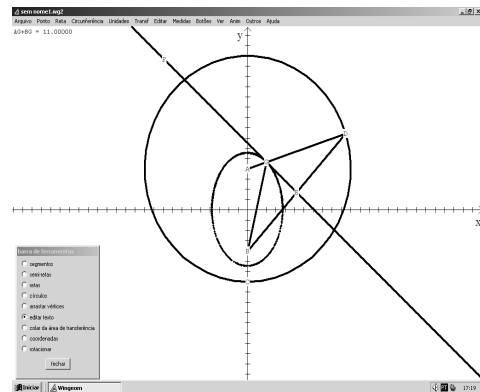 sem nome1.wg2
Arquivo Ponto Reta Circunferência Unidades Transf Editar Medidas Botões Ver Anim Outros Ajuda
AG+BG = 11.00000
y
F
D
A
G
E
x
B
C
barra de ferramentas
segmentos
semi-retas
retas
círculos
arrastar vértices
editar texto
colar da área de transferência
coordenadas
rotacionar
fechar
Iniciar
Wingeom
PT
17:19